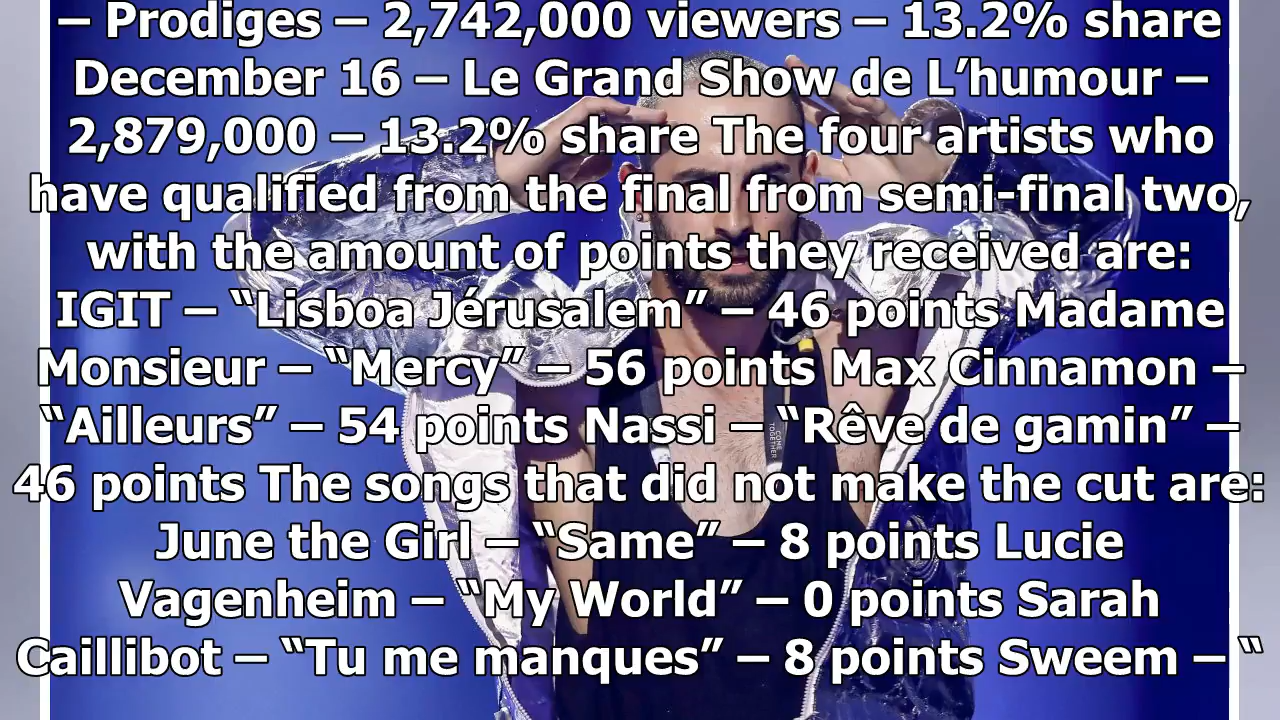 – Prodiges – 2,742,000 viewers – 13.2% share
December 16 – Le Grand Show de L’humour –
2,879,000 – 13.2% share The four artists who
have qualified from the final from semi-final two,
with the amount of points they received are:
IGIT – “Lisboa Jérusalem” – 46 points Madame
Monsieur – “Mercy” – 56 points Max Cinnamon –
“Ailleurs” – 54 points Nassi – “Rêve de gamin” –
COME TOGETHER
46 points The songs that did not make the cut are:
June the Girl – “Same” – 8 points Lucie
Vagenheim – “My World” – 0 points Sarah
Caillibot – “Tu me manques” – 8 points Sweem – “